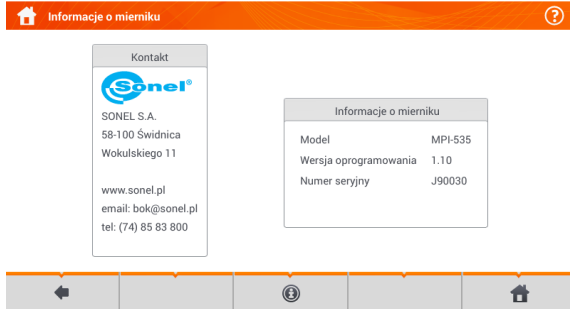 Informacje o mierniku
Kontakt
Sonel®
SONEL S.A.
58-100 Świdnica
Wokulskiego 11
www.sonel.pl
email: bok@sonel.pl
tel: (74) 85 83 800
Informacje o mierniku
Model MPI-535
Wersja oprogramowania 1.10
Numer seryjny J90030